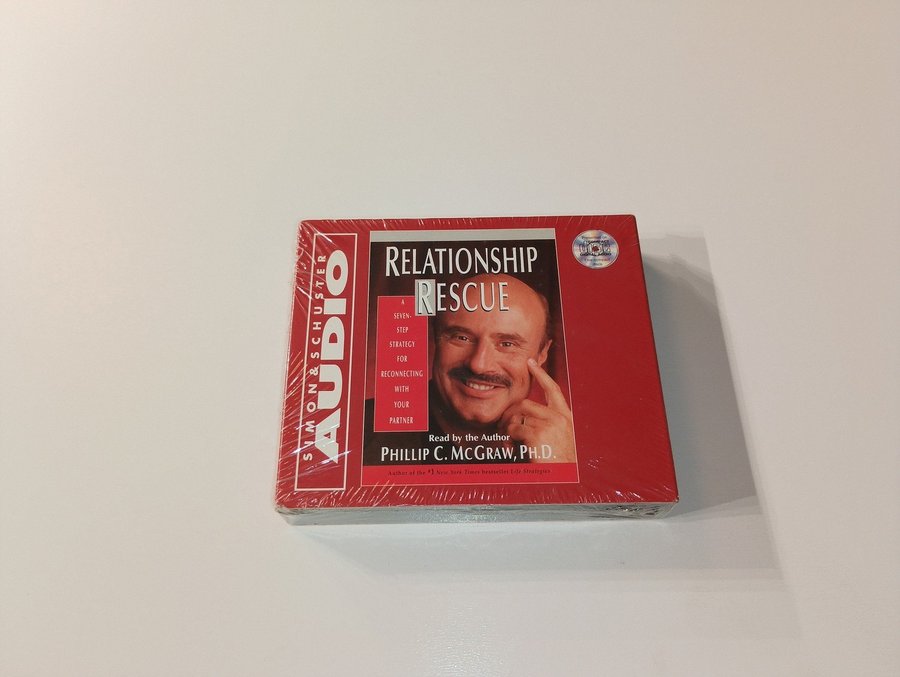 SIMON & SCHUSTER
AUDIO
RELATIONSHIP
RESCUE
A
SEVEN-
STEP
STRATEGY
FOR
RECONNECTING
WITH
YOUR
PARTNER
Read by the Author
PHILLIP C. MCGRAW, PH.D.
Author of the #1 New York Times bestseller Life Strategies